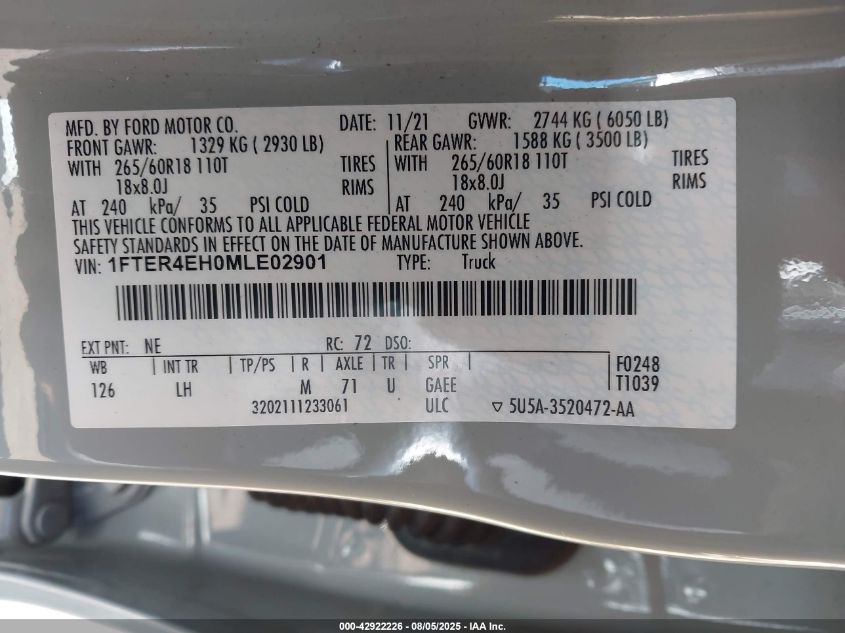 MFD. BY FORD MOTOR CO. DATE: 11/21 GVWR: 2744 KG ( 6050 LB)
FRONT GAWR: 1329 KG ( 2930 LB) REAR GAWR: 1588 KG ( 3500 LB)
WITH 265/60R18 110T TIRES WITH 265/60R18 110T TIRES
18x8.0J RIMS 18x8.0J RIMS
AT 240 kPa/ 35 PSI COLD AT 240 kPa/ 35 PSI COLD
THIS VEHICLE CONFORMS TO ALL APPLICABLE FEDERAL MOTOR VEHICLE
SAFETY STANDARDS IN EFFECT ON THE DATE OF MANUFACTURE SHOWN ABOVE.
VIN: 1FTER4EH0MLE02901 TYPE: Truck
EXT PNT: NE RC: 72 DSO:
WB INT TR TP/PS R AXLE TR SPR F0248
126 LH M 71 U GAEE T1039
3202111233061 ULC ▽ 5U5A-3520472-AA
000-42922226 - 08/05/2025 - IAA Inc.